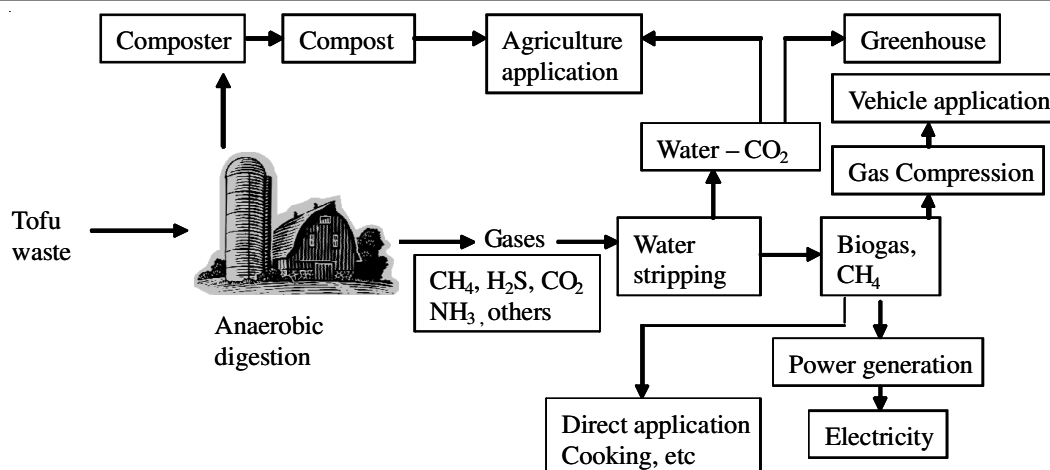 Composter
Compost
Agriculture
application
Greenhouse
Vehicle application
Water – CO₂
Gas Compression
Tofu
waste
Gases
Water
stripping
Biogas,
CH₄
CH₄, H₂S, CO₂
NH₃, others
Anaerobic
digestion
Power generation
Direct application
Cooking, etc
Electricity